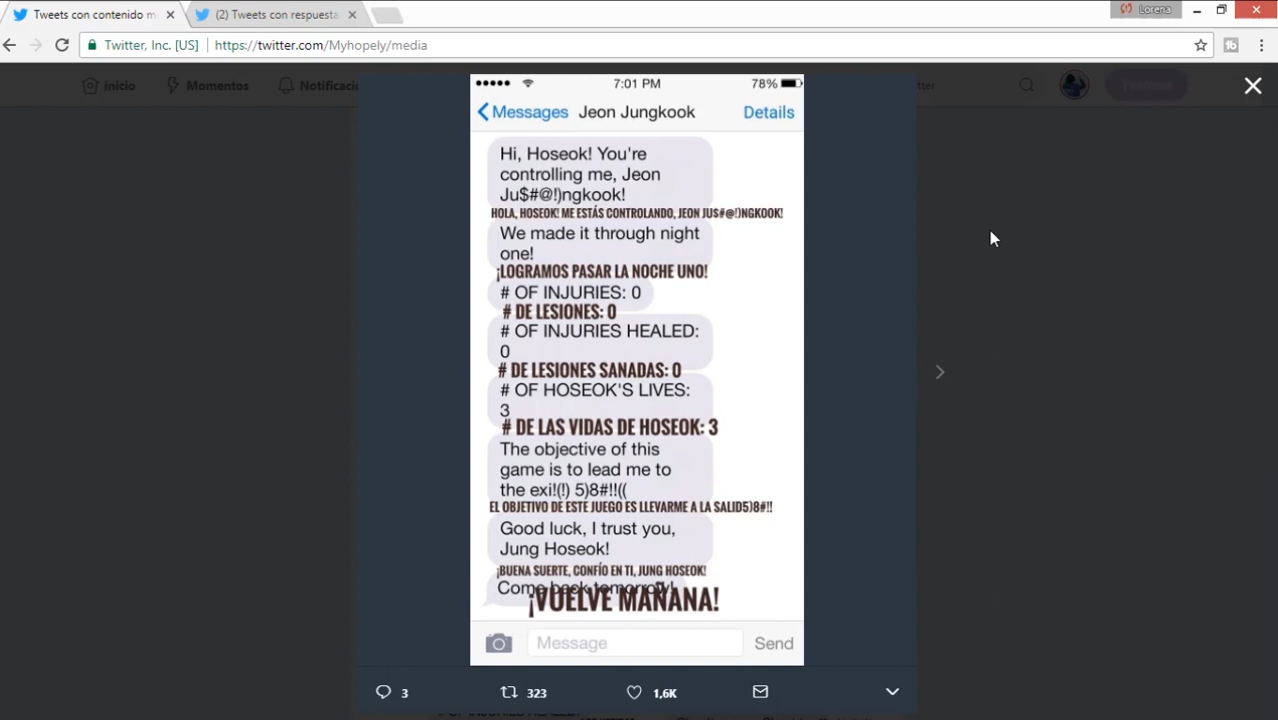 Tweets con contenido m
(2) Tweets con respuesta
Lorena
Twitter, Inc. [US]
https://twitter.com/Myhopely/media
Inicio
Momentos
Notificacio
tter
7:01 PM
78%
Messages
Jeon Jungkook
Details
Hi, Hoseok! You're
controlling me, Jeon
Ju$#@!)ngkook!
HOLA, HOSEOK! ME ESTÁS CONTROLANDO, JEON JUS#@!)NGKOOK!
We made it through night
one!
¡LOGRAMOS PASAR LA NOCHE UNO!
# OF INJURIES: 0
# DE LESIONES: 0
# OF INJURIES HEALED:
0
# DE LESIONES SANADAS: 0
# OF HOSEOK'S LIVES:
3
# DE LAS VIDAS DE HOSEOK: 3
The objective of this
game is to lead me to
the exi!(!) 5)8#!!((
EL OBJETIVO DE ESTE JUEGO ES LLEVARME A LA SALID5)8#!!
Good luck, I trust you,
Jung Hoseok!
¡BUENA SUERTE, CONFÍO EN TI, JUNG HOSEOK!
Come back tomorrow!
¡VUELVE MAÑANA!
Message
Send
3
323
1,6K